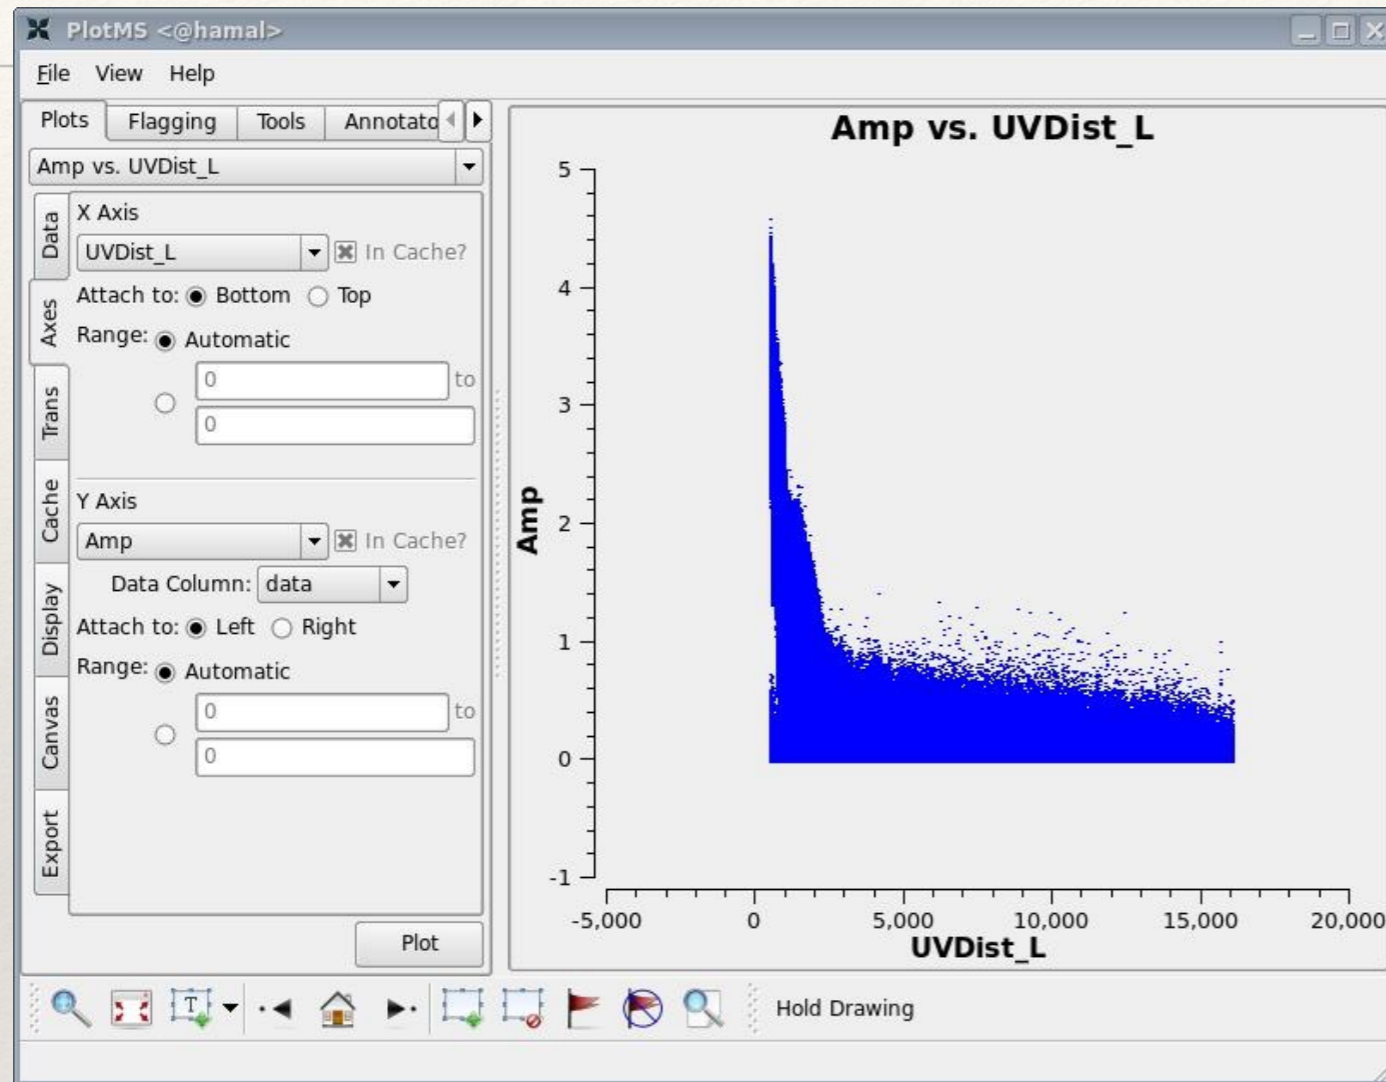 PlotMS <@hamal>
File View Help
Plots Flagging Tools Annotato
Amp vs. UVDist_L
Data
Axes
Trans
Cache
Display
Canvas
Export
X Axis
UVDist_L In Cache?
Attach to: Bottom Top
Range: Automatic
0 to
0
Y Axis
Amp In Cache?
Data Column: data
Attach to: Left Right
Range: Automatic
0 to
0
Plot
Amp vs. UVDist_L
Amp
5
4
3
2
1
0
-1
-5,000 0 5,000 10,000 15,000 20,000
UVDist_L
T
Hold Drawing